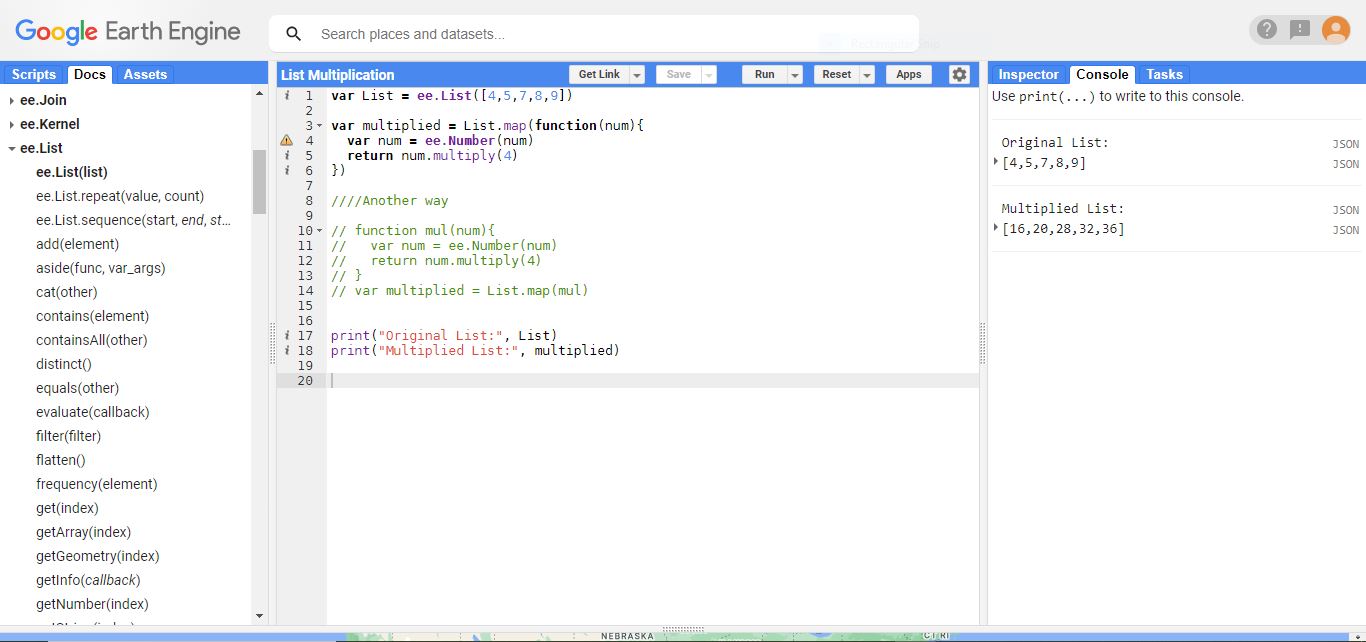 Google Earth Engine
Search places and datasets...
Scripts Docs Assets
ee.Join
ee.Kernel
ee.List
ee.List(list)
ee.List.repeat(value, count)
ee.List.sequence(start, end, st...
add(element)
aside(func, var_args)
cat(other)
contains(element)
containsAll(other)
distinct()
equals(other)
evaluate(callback)
filter(filter)
flatten()
frequency(element)
get(index)
getArray(index)
getGeometry(index)
getInfo(callback)
getNumber(index)
List Multiplication
Get Link Save Run Reset Apps
i 1 var List = ee.List([4,5,7,8,9])
2
3 var multiplied = List.map(function(num){
4 var num = ee.Number(num)
i 5 return num.multiply(4)
i 6 })
7
8 ////Another way
9
10 // function mul(num){
11 //   var num = ee.Number(num)
12 //   return num.multiply(4)
13 // }
14 // var multiplied = List.map(mul)
15
16
i 17 print("Original List:", List)
i 18 print("Multiplied List:", multiplied)
19
20
Inspector Console Tasks
Use print(...) to write to this console.
Original List: JSON
[4,5,7,8,9] JSON
Multiplied List: JSON
[16,20,28,32,36] JSON
NEBRASKA
CT RI